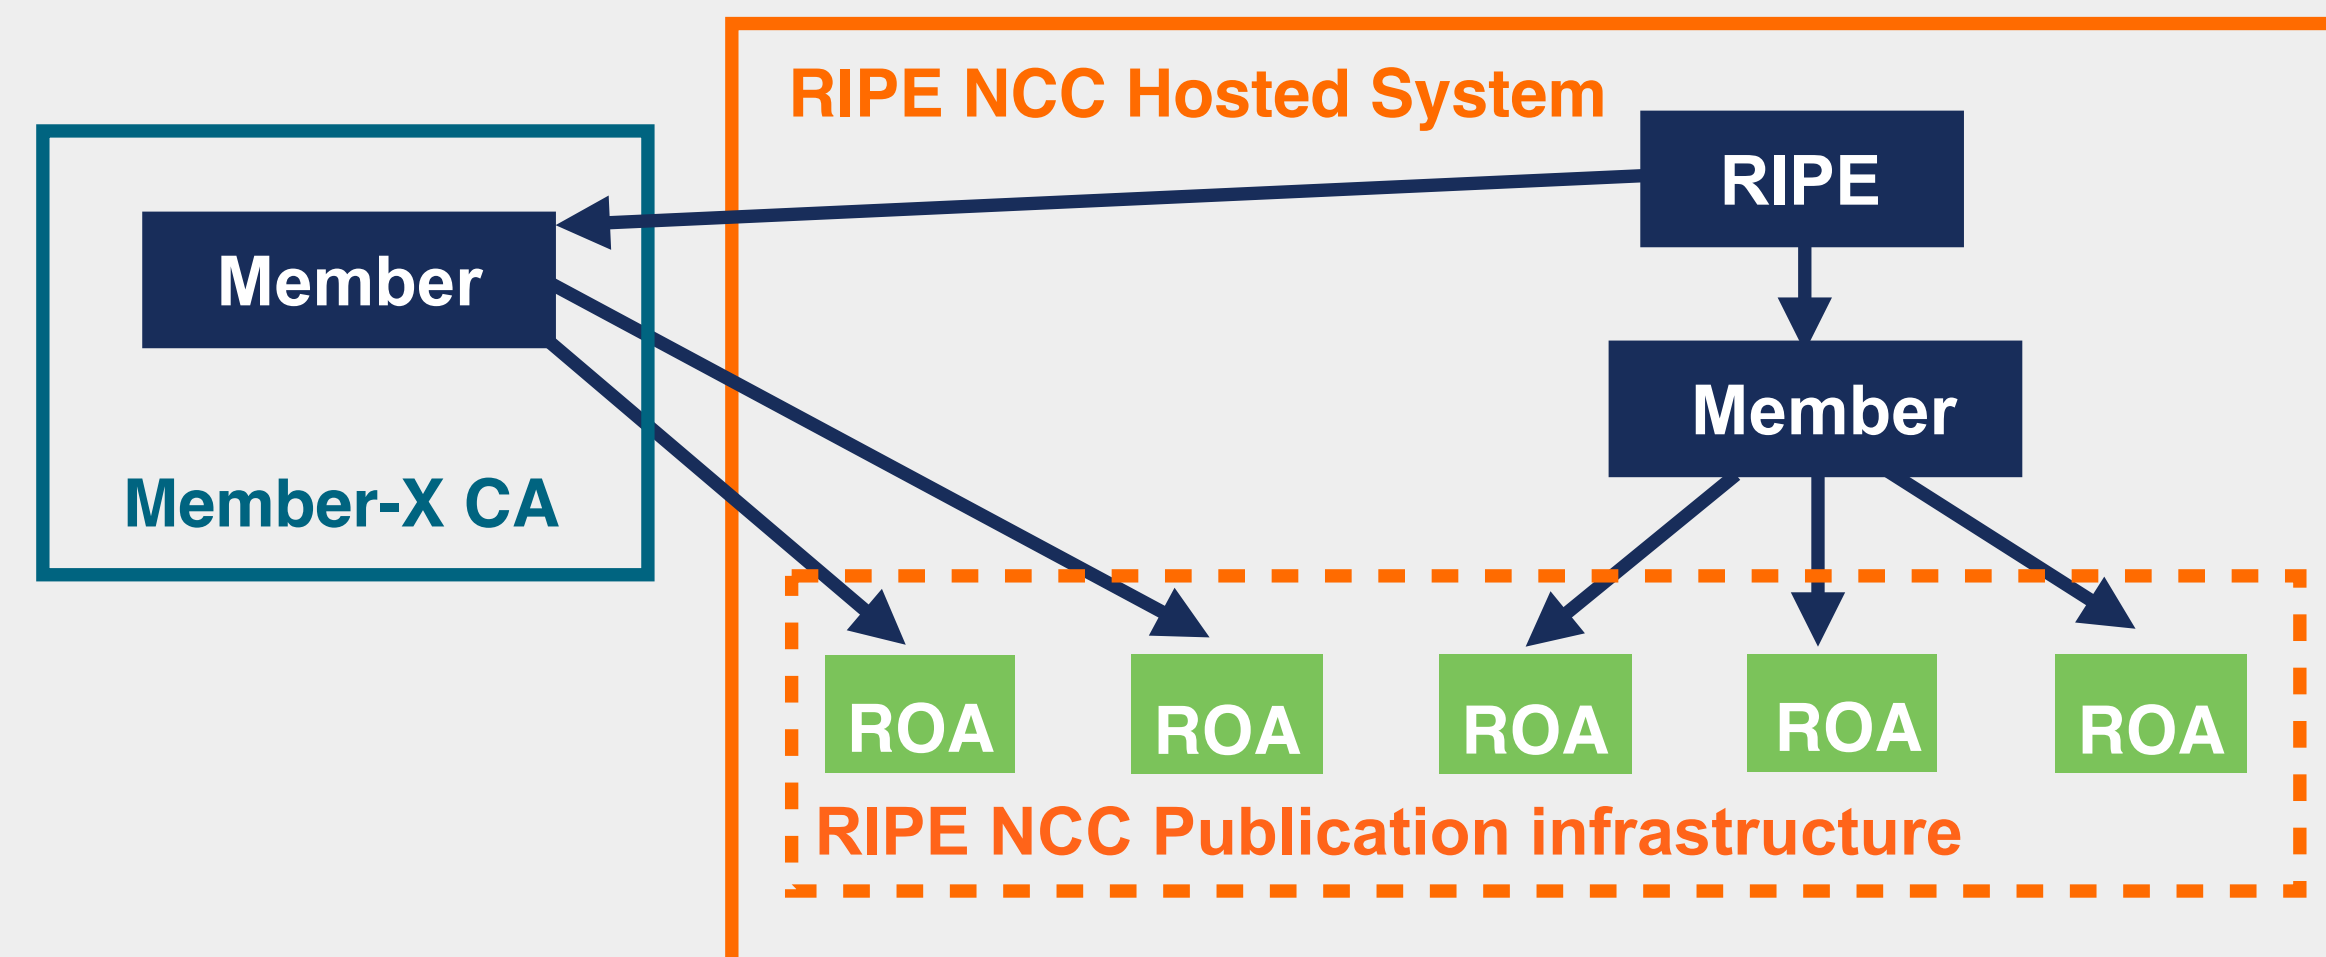 RIPE NCC Hosted System
RIPE
Member
Member
Member-X CA
ROA
ROA
ROA
ROA
ROA
RIPE NCC Publication infrastructure